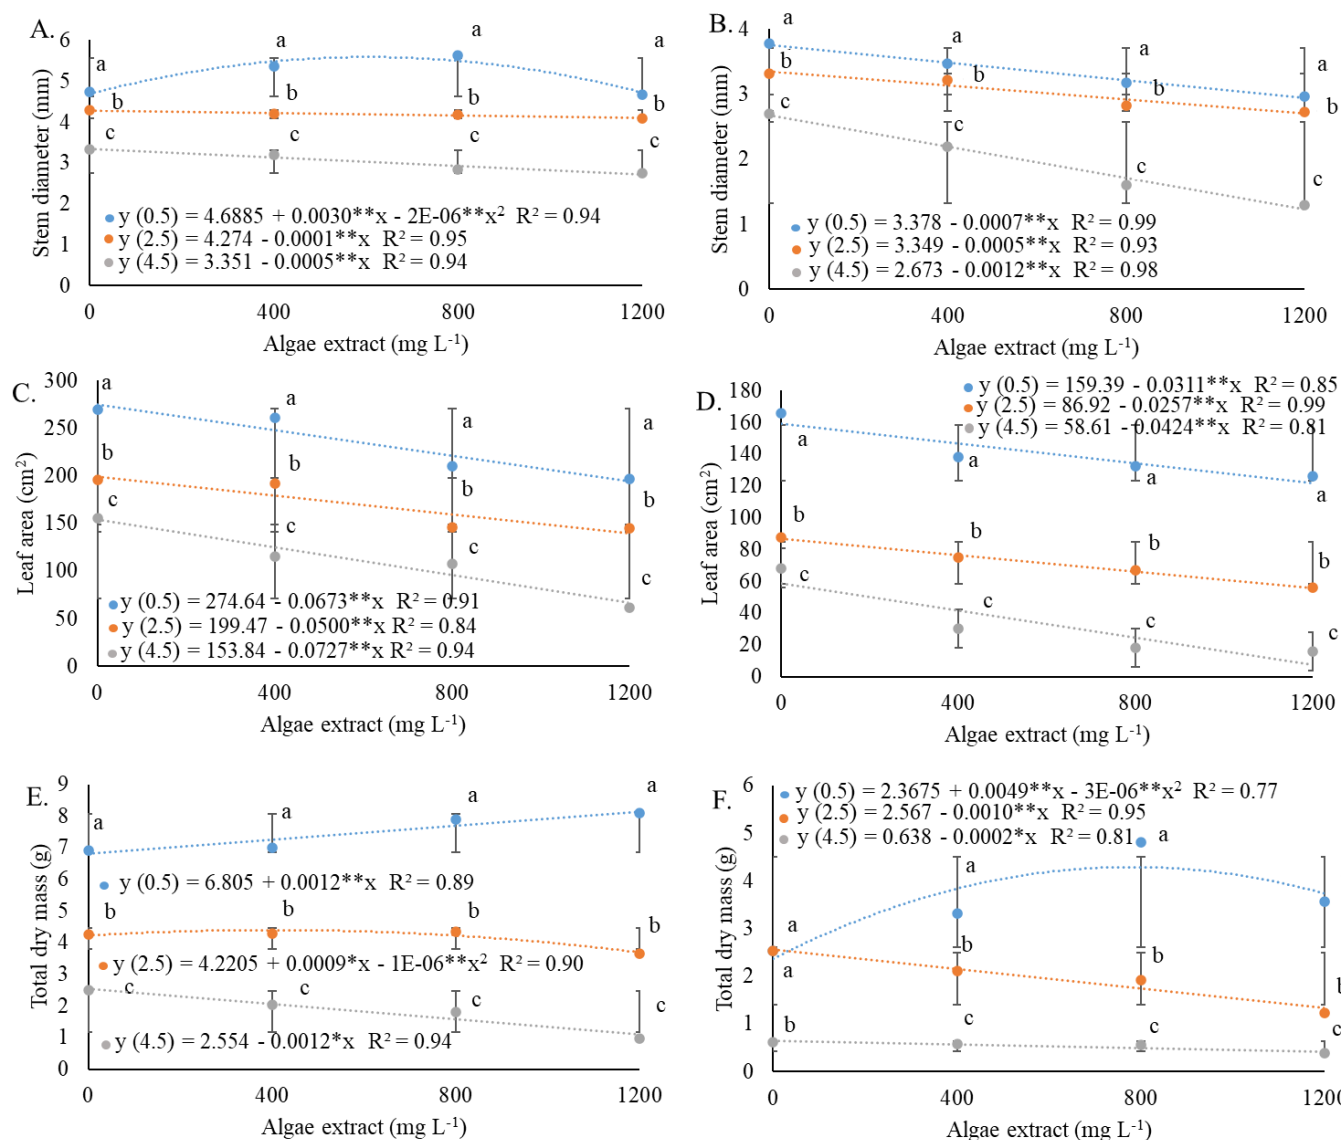 A.
Stem diameter (mm)
6
5
4
3
2
1
0
a
a
a
a
b
b
b
b
c
c
c
c
y (0.5) = 4.6885 + 0.0030**x - 2E-06**x² R² = 0.94
y (2.5) = 4.274 - 0.0001**x R² = 0.95
y (4.5) = 3.351 - 0.0005**x R² = 0.94
0 400 800 1200
Algae extract (mg L⁻¹)
B.
Stem diameter (mm)
4
3
2
1
0
a
a
a
a
b
b
b
b
c
c
c
c
y (0.5) = 3.378 - 0.0007**x R² = 0.99
y (2.5) = 3.349 - 0.0005**x R² = 0.93
y (4.5) = 2.673 - 0.0012**x R² = 0.98
0 400 800 1200
Algae extract (mg L⁻¹)
C.
Leaf area (cm²)
300
250
200
150
100
50
0
a
a
a
a
b
b
b
b
c
c
c
c
y (0.5) = 274.64 - 0.0673**x R² = 0.91
y (2.5) = 199.47 - 0.0500**x R² = 0.84
y (4.5) = 153.84 - 0.0727**x R² = 0.94
0 400 800 1200
Algae extract (mg L⁻¹)
D.
Leaf area (cm²)
180
160
140
120
100
80
60
40
20
0
y (0.5) = 159.39 - 0.0311**x R² = 0.85
y (2.5) = 86.92 - 0.0257**x R² = 0.99
y (4.5) = 58.61 - 0.0424**x R² = 0.81
a
a
a
a
b
b
b
b
c
c
c
c
0 400 800 1200
Algae extract (mg L⁻¹)
E.
Total dry mass (g)
9
8
7
6
5
4
3
2
1
0
a
a
a
a
y (0.5) = 6.805 + 0.0012**x R² = 0.89
b
b
b
b
y (2.5) = 4.2205 + 0.0009*x - 1E-06**x² R² = 0.90
c
c
c
c
y (4.5) = 2.554 - 0.0012*x R² = 0.94
0 400 800 1200
Algae extract (mg L⁻¹)
F.
Total dry mass (g)
6
5
4
3
2
1
0
y (0.5) = 2.3675 + 0.0049**x - 3E-06**x² R² = 0.77
y (2.5) = 2.567 - 0.0010**x R² = 0.95
y (4.5) = 0.638 - 0.0002*x R² = 0.81
a
a
a
a
b
b
b
b
c
c
c
0 400 800 1200
Algae extract (mg L⁻¹)